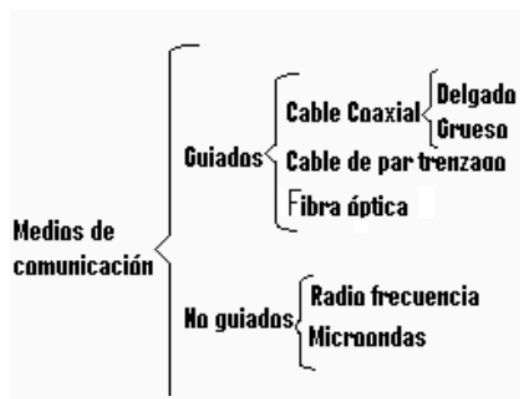 Medios de
comunicación
Guiados
Cable Coaxial
Delgado
Grueso
Cable de par trenzado
Fibra óptica
No guiados
Radio frecuencia
Microondas